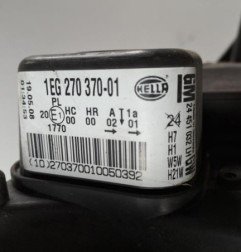 1EG 270 370-01
HELLA
GM
19.05.08
01:34:53
PL
20 E1 HC HR A 1a
00 00 02 01
1770
24
H7
H1
W5W
H21W
(10)270370010050392